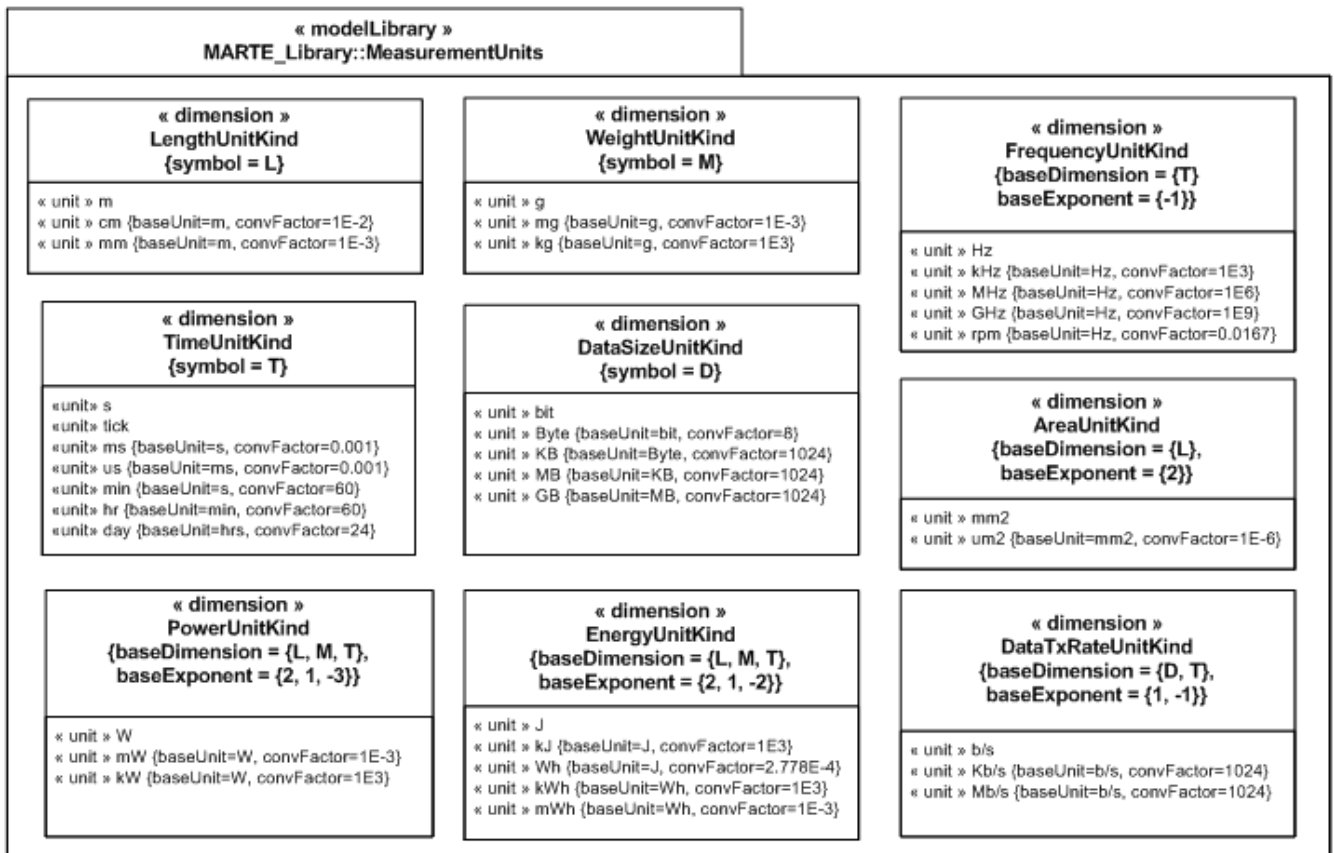 « modelLibrary »
MARTE_Library::MeasurementUnits
« dimension »
LengthUnitKind
{symbol = L}
« unit » m
« unit » cm {baseUnit=m, convFactor=1E-2}
« unit » mm {baseUnit=m, convFactor=1E-3}
« dimension »
WeightUnitKind
{symbol = M}
« unit » g
« unit » mg {baseUnit=g, convFactor=1E-3}
« unit » kg {baseUnit=g, convFactor=1E3}
« dimension »
FrequencyUnitKind
{baseDimension = {T}
baseExponent = {-1}}
« unit » Hz
« unit » kHz {baseUnit=Hz, convFactor=1E3}
« unit » MHz {baseUnit=Hz, convFactor=1E6}
« unit » GHz {baseUnit=Hz, convFactor=1E9}
« unit » rpm {baseUnit=Hz, convFactor=0.0167}
« dimension »
TimeUnitKind
{symbol = T}
«unit» s
«unit» tick
«unit» ms {baseUnit=s, convFactor=0.001}
«unit» us {baseUnit=ms, convFactor=0.001}
«unit» min {baseUnit=s, convFactor=60}
«unit» hr {baseUnit=min, convFactor=60}
«unit» day {baseUnit=hrs, convFactor=24}
« dimension »
DataSizeUnitKind
{symbol = D}
« unit » bit
« unit » Byte {baseUnit=bit, convFactor=8}
« unit » KB {baseUnit=Byte, convFactor=1024}
« unit » MB {baseUnit=KB, convFactor=1024}
« unit » GB {baseUnit=MB, convFactor=1024}
« dimension »
AreaUnitKind
{baseDimension = {L},
baseExponent = {2}}
« unit » mm2
« unit » um2 {baseUnit=mm2, convFactor=1E-6}
« dimension »
PowerUnitKind
{baseDimension = {L, M, T},
baseExponent = {2, 1, -3}}
« unit » W
« unit » mW {baseUnit=W, convFactor=1E-3}
« unit » kW {baseUnit=W, convFactor=1E3}
« dimension »
EnergyUnitKind
{baseDimension = {L, M, T},
baseExponent = {2, 1, -2}}
« unit » J
« unit » kJ {baseUnit=J, convFactor=1E3}
« unit » Wh {baseUnit=J, convFactor=2.778E-4}
« unit » kWh {baseUnit=Wh, convFactor=1E3}
« unit » mWh {baseUnit=Wh, convFactor=1E-3}
« dimension »
DataTxRateUnitKind
{baseDimension = {D, T},
baseExponent = {1, -1}}
« unit » b/s
« unit » Kb/s {baseUnit=b/s, convFactor=1024}
« unit » Mb/s {baseUnit=b/s, convFactor=1024}